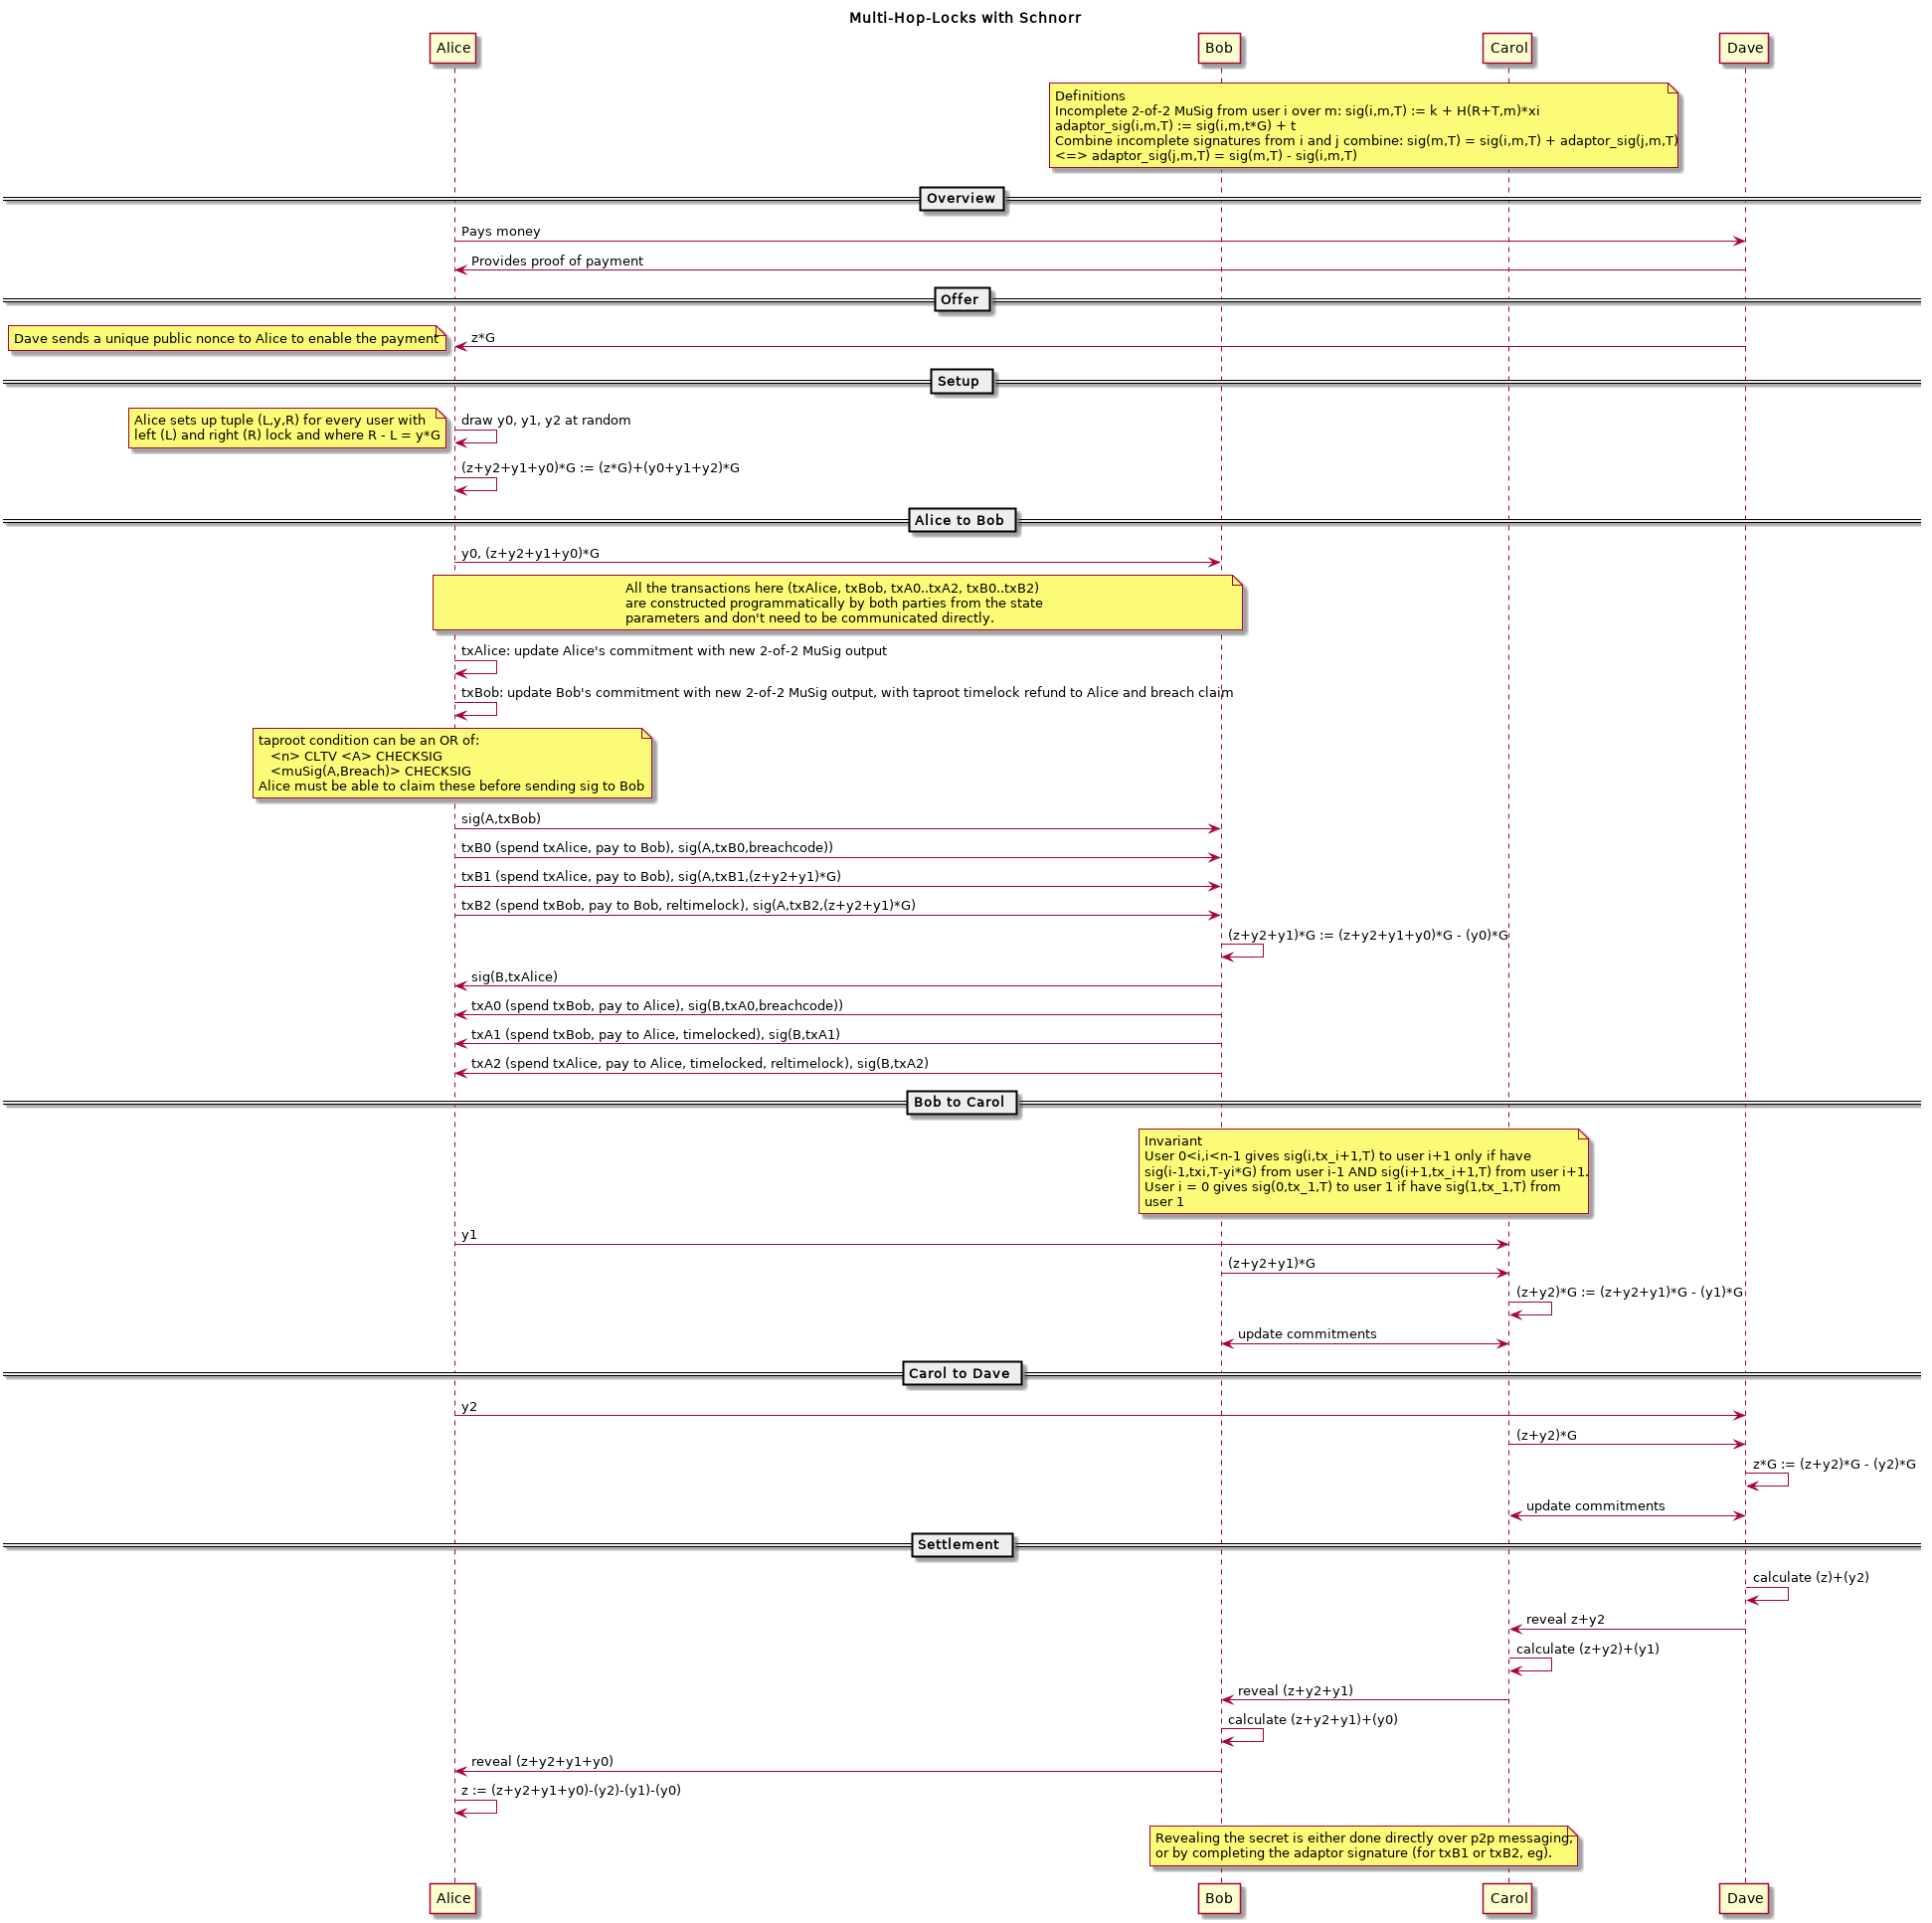 Multi-Hop-Locks with Schnorr
Alice
Bob
Carol
Dave
Definitions
Incomplete 2-of-2 MuSig from user i over m: sig(i,m,T) := k + H(R+T,m)*xi
adaptor_sig(i,m,T) := sig(i,m,t*G) + t
Combine incomplete signatures from i and j combine: sig(m,T) = sig(i,m,T) + adaptor_sig(j,m,T)
<=> adaptor_sig(j,m,T) = sig(m,T) - sig(i,m,T)
Overview
Pays money
Provides proof of payment
Offer
Dave sends a unique public nonce to Alice to enable the payment
z*G
Setup
Alice sets up tuple (L,y,R) for every user with
left (L) and right (R) lock and where R - L = y*G
draw y0, y1, y2 at random
(z+y2+y1+y0)*G := (z*G)+(y0+y1+y2)*G
Alice to Bob
y0, (z+y2+y1+y0)*G
All the transactions here (txAlice, txBob, txA0..txA2, txB0..txB2)
are constructed programmatically by both parties from the state
parameters and don't need to be communicated directly.
txAlice: update Alice's commitment with new 2-of-2 MuSig output
txBob: update Bob's commitment with new 2-of-2 MuSig output, with taproot timelock refund to Alice and breach claim
taproot condition can be an OR of:
<n> CLTV <A> CHECKSIG
<muSig(A,Breach)> CHECKSIG
Alice must be able to claim these before sending sig to Bob
sig(A,txBob)
txB0 (spend txAlice, pay to Bob), sig(A,txB0,breachcode))
txB1 (spend txAlice, pay to Bob), sig(A,txB1,(z+y2+y1)*G)
txB2 (spend txBob, pay to Bob, reltimelock), sig(A,txB2,(z+y2+y1)*G)
(z+y2+y1)*G := (z+y2+y1+y0)*G - (y0)*G
sig(B,txAlice)
txA0 (spend txBob, pay to Alice), sig(B,txA0,breachcode))
txA1 (spend txBob, pay to Alice, timelocked), sig(B,txA1)
txA2 (spend txAlice, pay to Alice, timelocked, reltimelock), sig(B,txA2)
Bob to Carol
Invariant
User 0<i,i<n-1 gives sig(i,tx_i+1,T) to user i+1 only if have
sig(i-1,txi,T-yi*G) from user i-1 AND sig(i+1,tx_i+1,T) from user i+1.
User i = 0 gives sig(0,tx_1,T) to user 1 if have sig(1,tx_1,T) from
user 1
y1
(z+y2+y1)*G
(z+y2)*G := (z+y2+y1)*G - (y1)*G
update commitments
Carol to Dave
y2
(z+y2)*G
z*G := (z+y2)*G - (y2)*G
update commitments
Settlement
calculate (z)+(y2)
reveal z+y2
calculate (z+y2)+(y1)
reveal (z+y2+y1)
calculate (z+y2+y1)+(y0)
reveal (z+y2+y1+y0)
z := (z+y2+y1+y0)-(y2)-(y1)-(y0)
Revealing the secret is either done directly over p2p messaging,
or by completing the adaptor signature (for txB1 or txB2, eg).
Alice
Bob
Carol
Dave